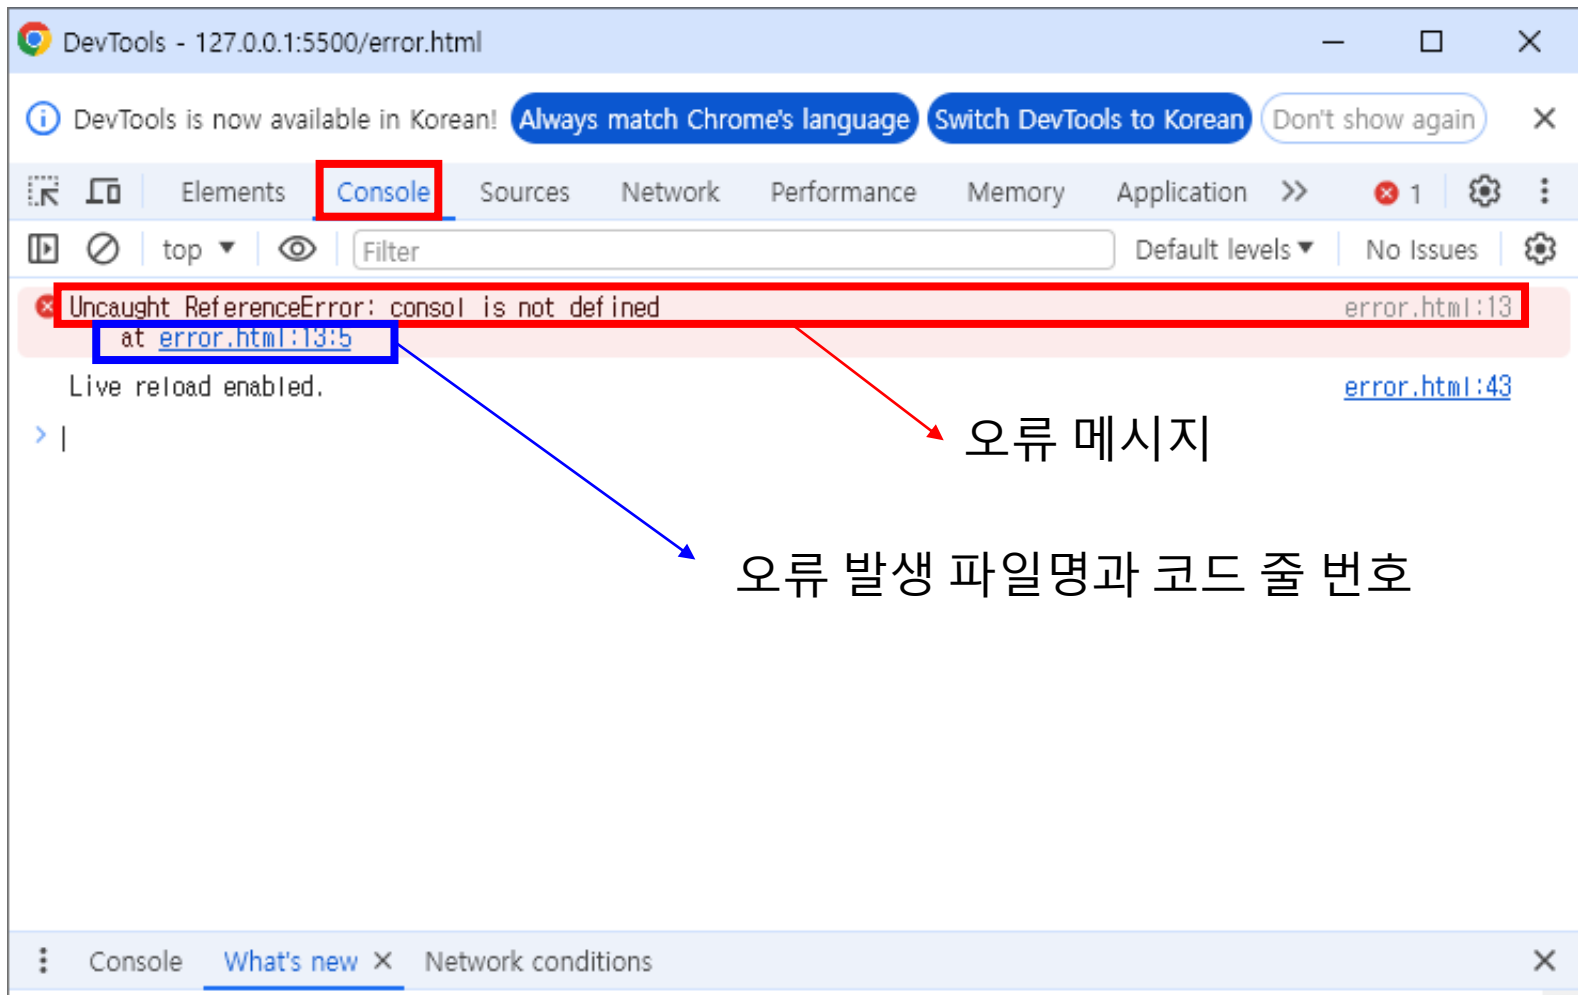 DevTools - 127.0.0.1:5500/error.html
DevTools is now available in Korean! Always match Chrome's language Switch DevTools to Korean Don't show again
Elements Console Sources Network Performance Memory Application 1
top Filter Default levels No Issues
Uncaught ReferenceError: consol is not defined error.html:13
at error.html:13:5
Live reload enabled. error.html:43
오류 메시지
오류 발생 파일명과 코드 줄 번호
Console What's new Network conditions